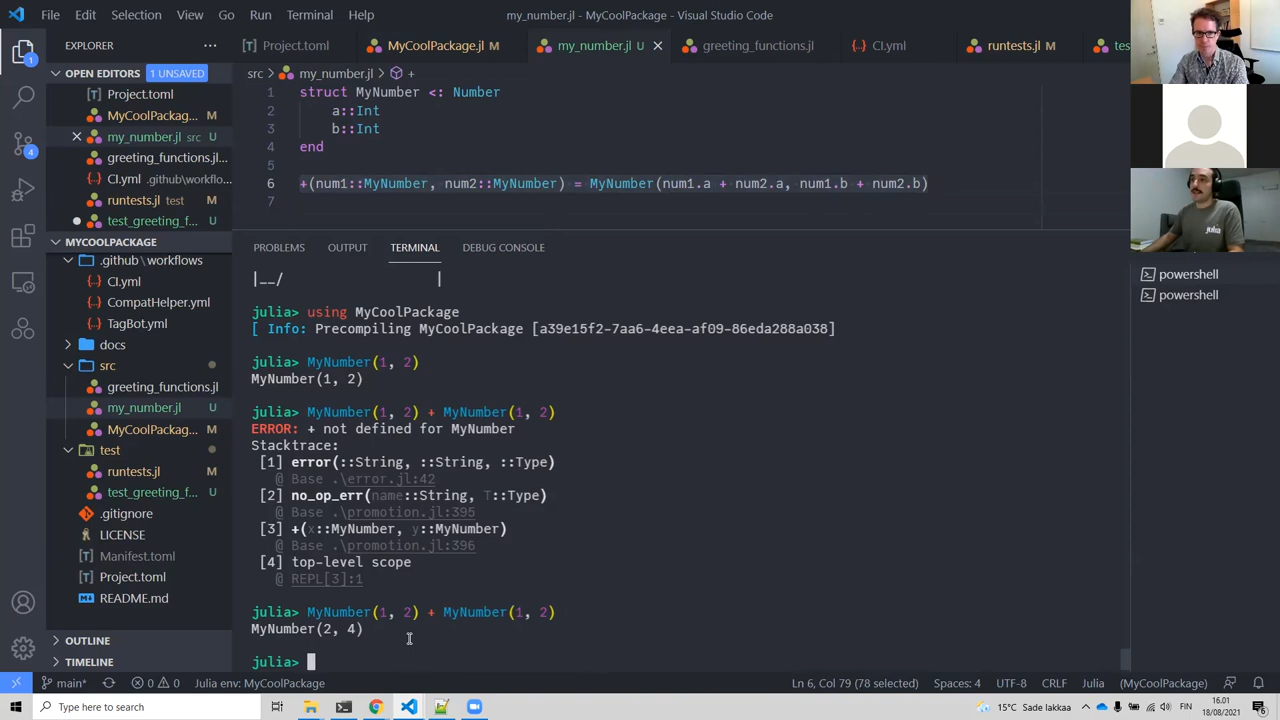 File Edit Selection View Go Run Terminal Help
my_number.jl - MyCoolPackage - Visual Studio Code
EXPLORER
OPEN EDITORS 1 UNSAVED
Project.toml
MyCoolPackag... M
my_number.jl src U
greeting_functions.jl...
CI.yml .github\workflo...
runtests.jl test M
test_greeting_f... U
MYCOOLPACKAGE
.github\workflows
CI.yml
CompatHelper.yml
TagBot.yml
docs
src
greeting_functions.jl
my_number.jl U
MyCoolPackag... M
test
runtests.jl M
test_greeting_f... U
.gitignore
LICENSE
Manifest.toml
Project.toml
README.md
OUTLINE
TIMELINE
Project.toml MyCoolPackage.jl M my_number.jl U greeting_functions.jl CI.yml runtests.jl M te
src > my_number.jl > +
1 struct MyNumber <: Number
2 a::Int
3 b::Int
4 end
5
6 +(num1::MyNumber, num2::MyNumber) = MyNumber(num1.a + num2.a, num1.b + num2.b)
7
PROBLEMS OUTPUT TERMINAL DEBUG CONSOLE
|__/ |
julia> using MyCoolPackage
[ Info: Precompiling MyCoolPackage [a39e15f2-7aa6-4eea-af09-86eda288a038]
julia> MyNumber(1, 2)
MyNumber(1, 2)
julia> MyNumber(1, 2) + MyNumber(1, 2)
ERROR: + not defined for MyNumber
Stacktrace:
[1] error(::String, ::String, ::Type)
@ Base .\error.jl:42
[2] no_op_err(name::String, T::Type)
@ Base .\promotion.jl:395
[3] +(x::MyNumber, y::MyNumber)
@ Base .\promotion.jl:396
[4] top-level scope
@ REPL[3]:1
julia> MyNumber(1, 2) + MyNumber(1, 2)
MyNumber(2, 4)
julia>
julia
powershell
powershell
1
4
main* 0 0 Julia env: MyCoolPackage
Ln 6, Col 79 (78 selected) Spaces: 4 UTF-8 CRLF Julia (MyCoolPackage)
Type here to search
15°C Sade lakkaa
FIN
16.01
18/08/2021
6